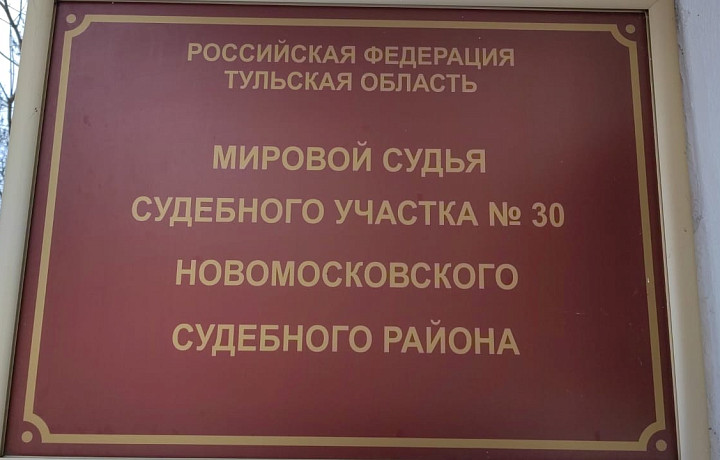 РОССИЙСКАЯ ФЕДЕРАЦИЯ
ТУЛЬСКАЯ ОБЛАСТЬ
МИРОВОЙ СУДЬЯ
СУДЕБНОГО УЧАСТКА № 30
НОВОМОСКОВСКОГО
СУДЕБНОГО РАЙОНА